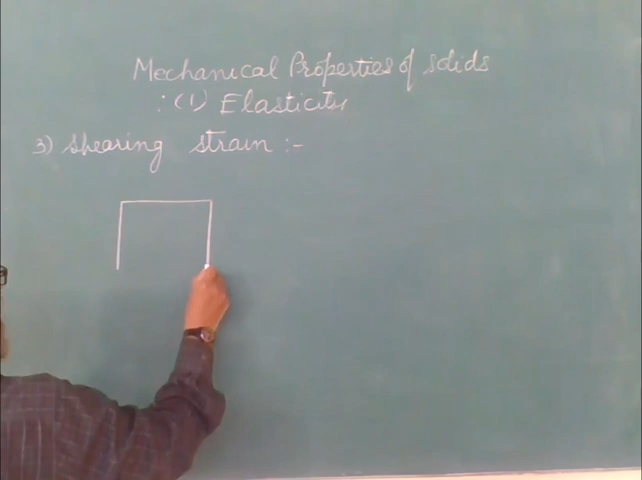 Mechanical Properties of solids
:(1) Elasticity
3) Shearing strain :-